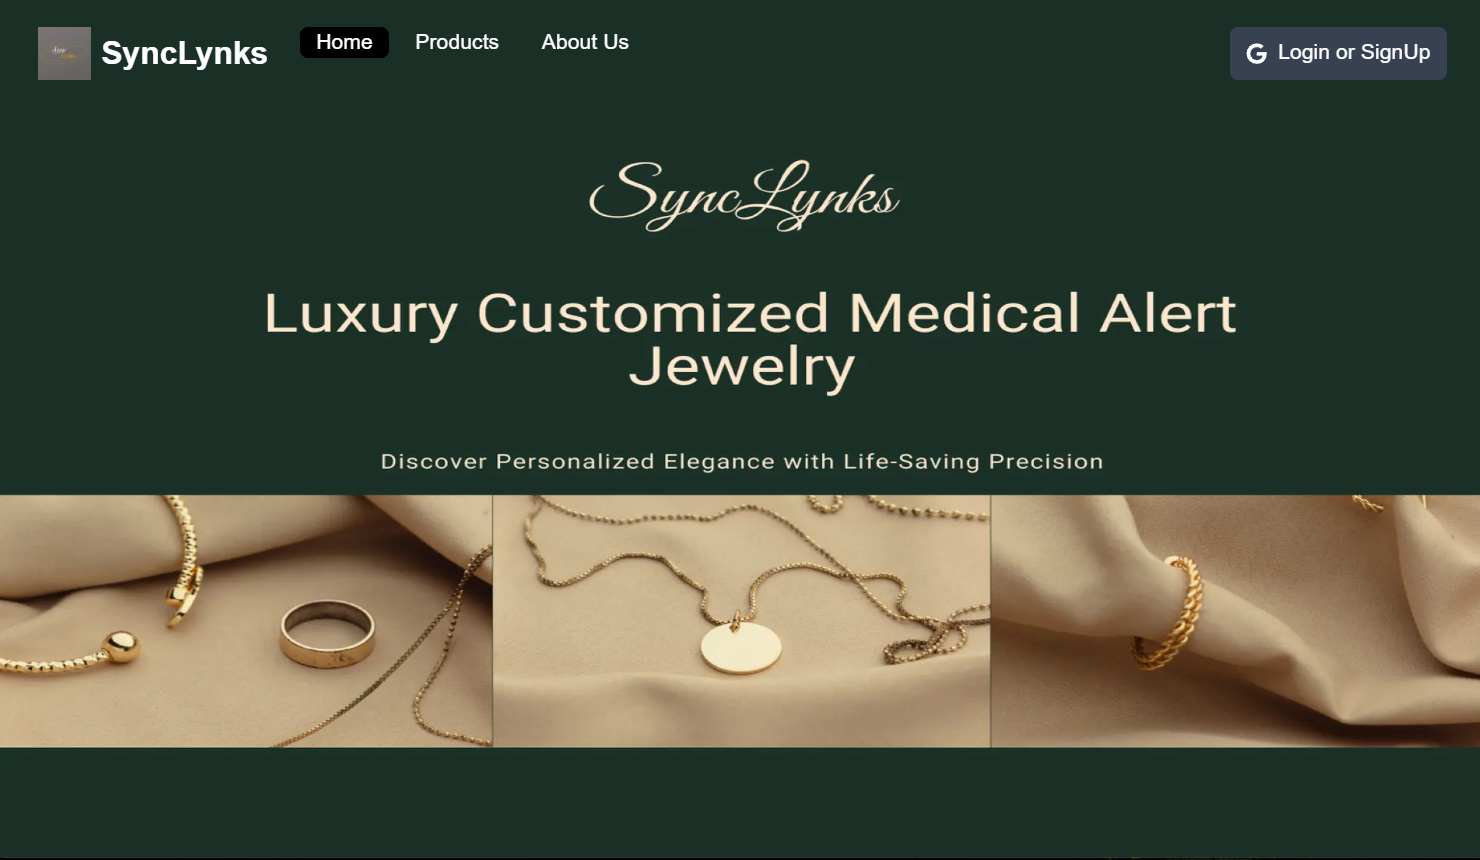 SyncLynks
Home
Products
About Us
Login or SignUp
SyncLynks
Luxury Customized Medical Alert
Jewelry
Discover Personalized Elegance with Life-Saving Precision